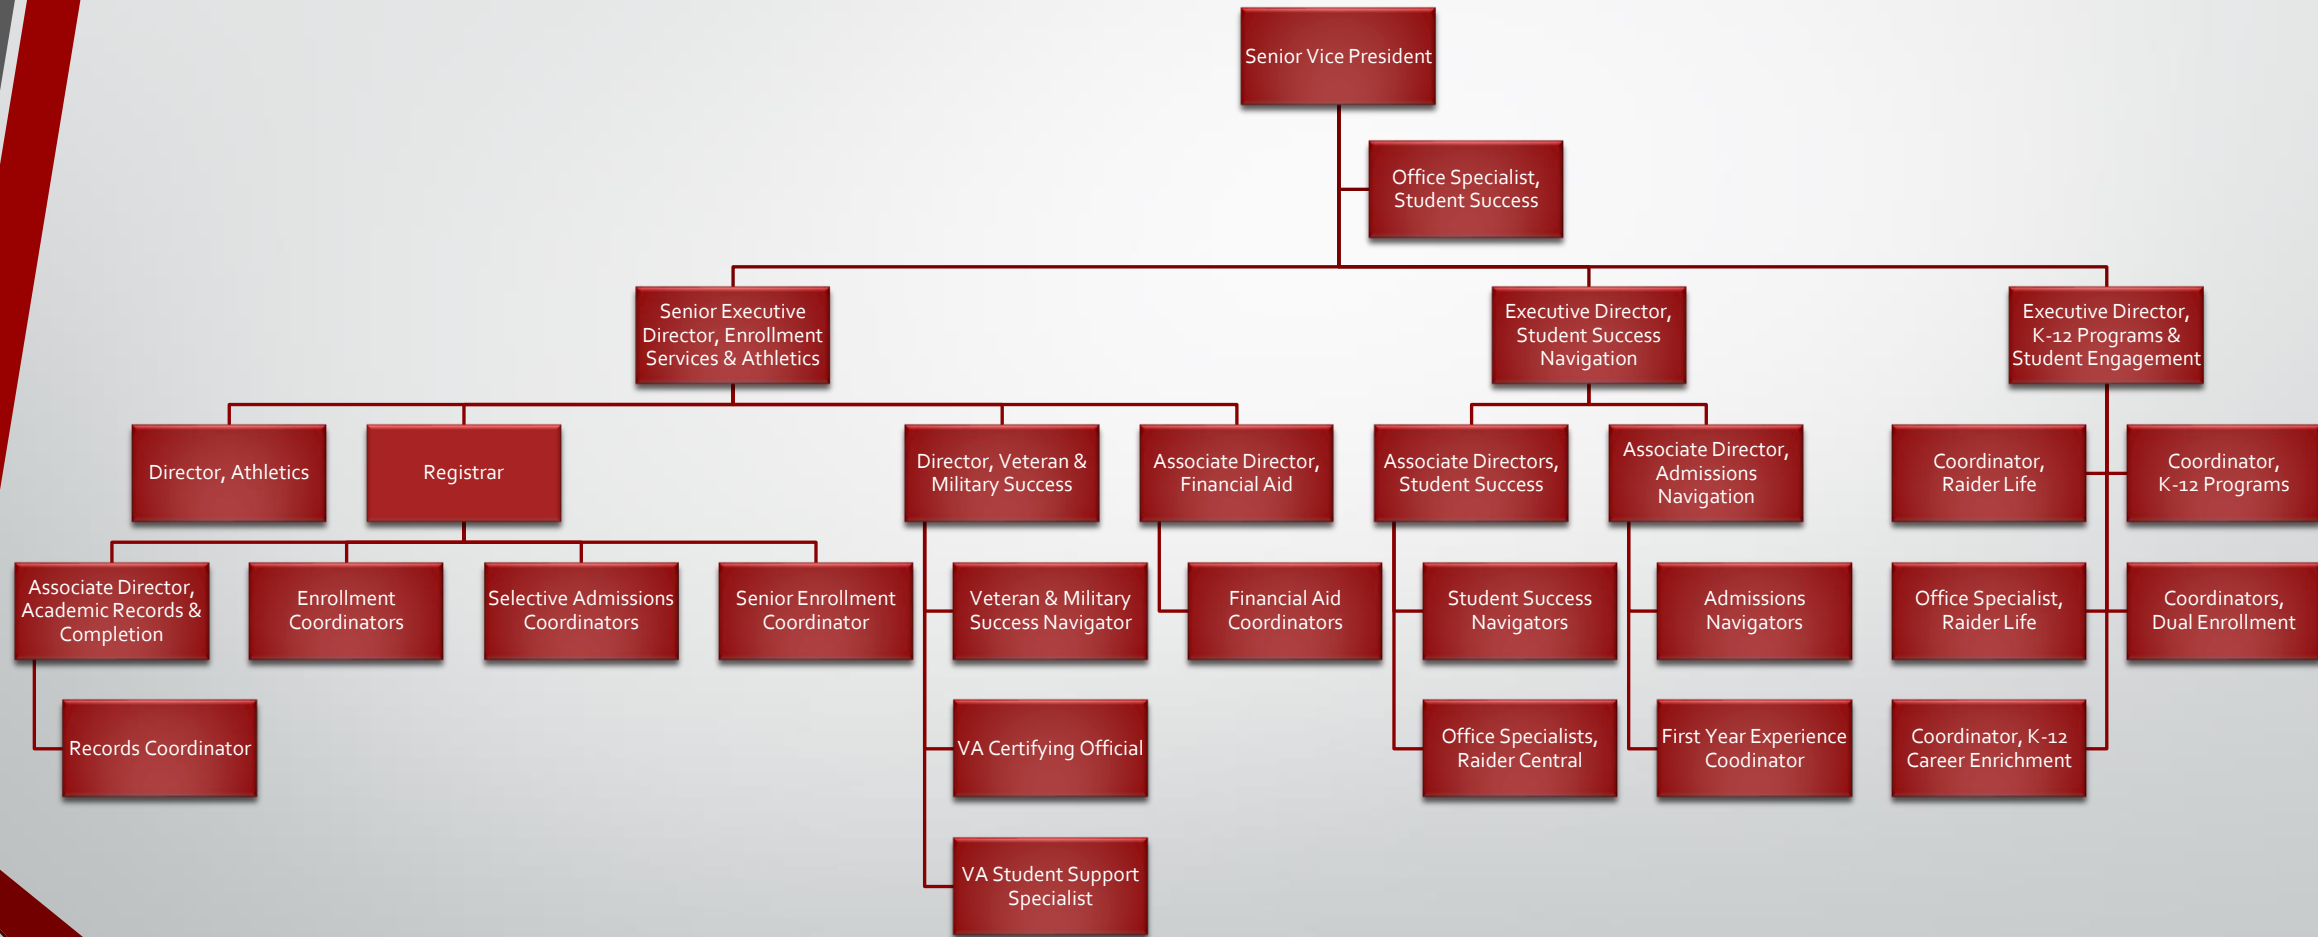 Senior Vice President
Office Specialist,
Student Success
Senior Executive
Director, Enrollment
Services & Athletics
Executive Director,
Student Success
Navigation
Executive Director,
K-12 Programs &
Student Engagement
Director, Athletics
Registrar
Director, Veteran &
Military Success
Associate Director,
Financial Aid
Associate Directors,
Student Success
Associate Director,
Admissions
Navigation
Coordinator,
Raider Life
Coordinator,
K-12 Programs
Associate Director,
Academic Records &
Completion
Enrollment
Coordinators
Selective Admissions
Coordinators
Senior Enrollment
Coordinator
Veteran & Military
Success Navigator
Financial Aid
Coordinators
Student Success
Navigators
Admissions
Navigators
Office Specialist,
Raider Life
Coordinators,
Dual Enrollment
Records Coordinator
VA Certifying Official
Office Specialists,
Raider Central
First Year Experience
Coodinator
Coordinator, K-12
Career Enrichment
VA Student Support
Specialist